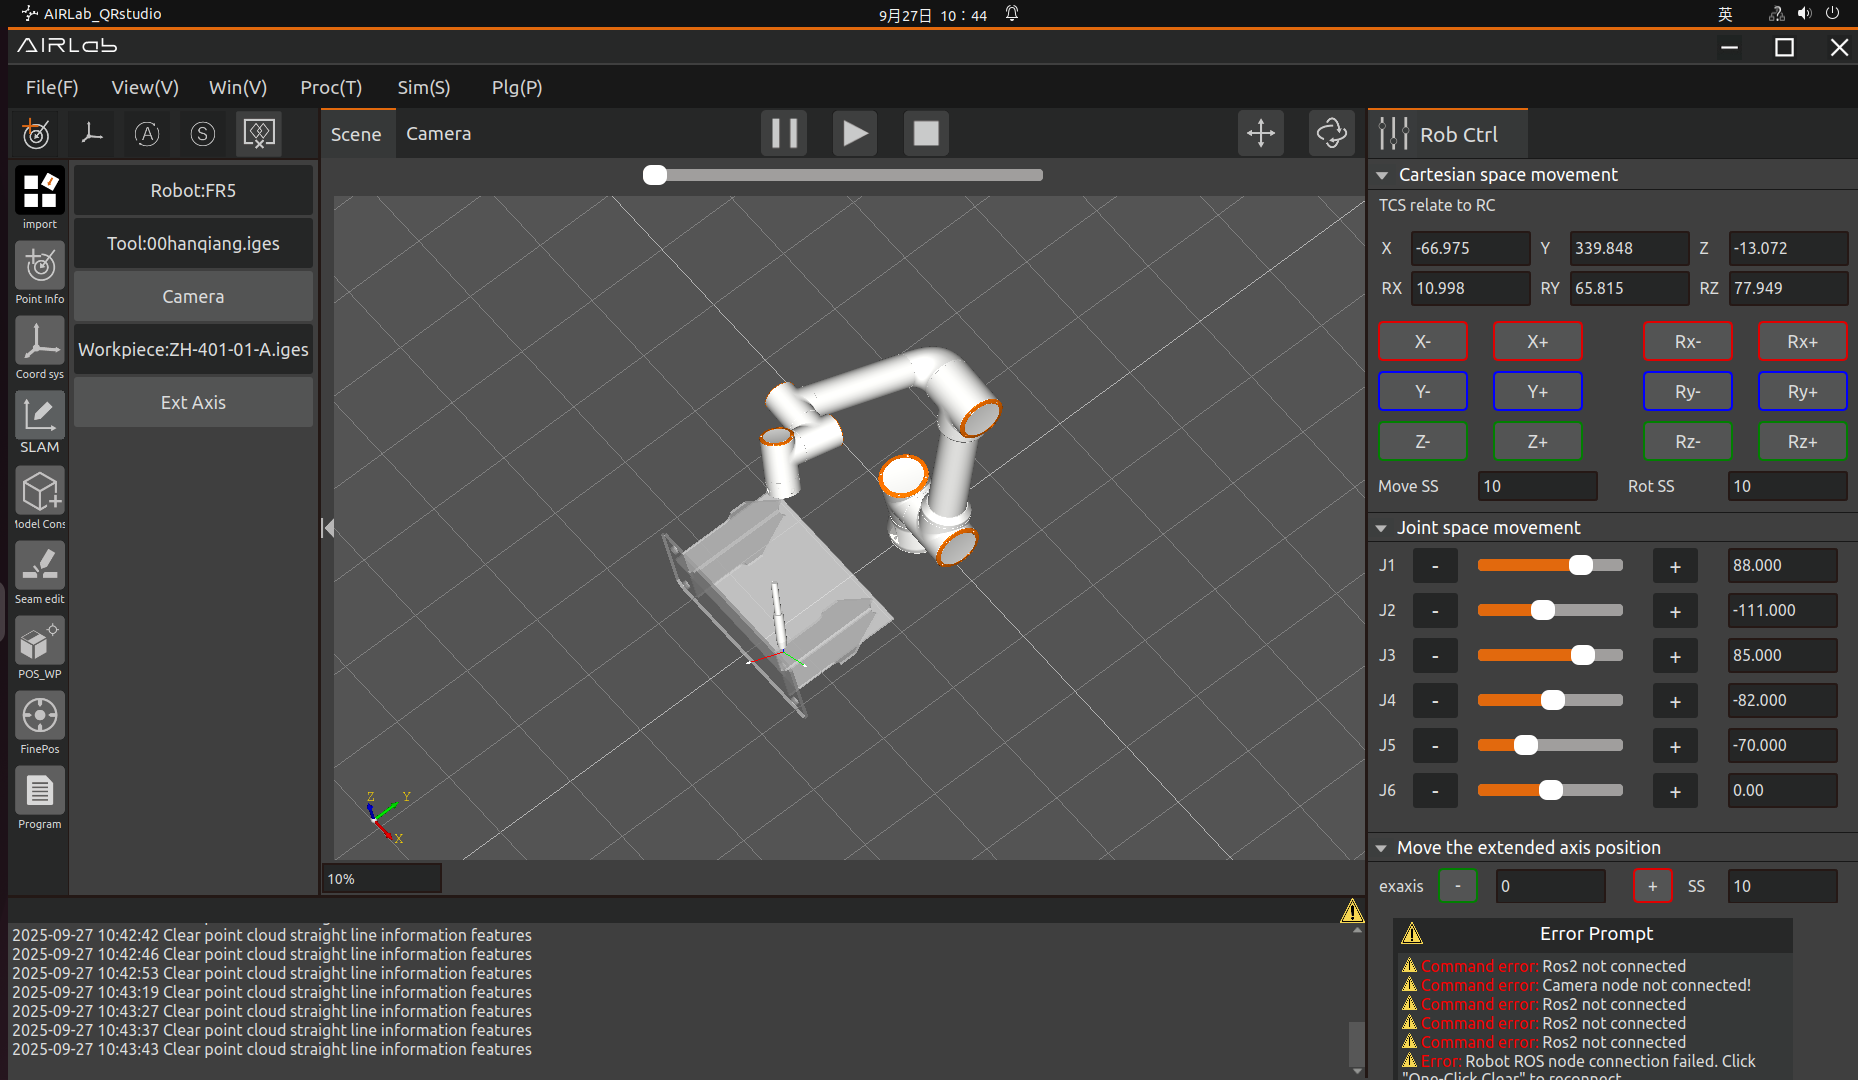 AIRLab_QRstudio
9月27日 10：44
英
AIRLab
File(F) View(V) Win(V) Proc(T) Sim(S) Plg(P)
A S
Scene Camera
Rob Ctrl
import
Point Info
Coord sys
SLAM
Model Cons
Seam edit
POS_WP
FinePos
Program
Robot:FR5
Tool:00hanqiang.iges
Camera
Workpiece:ZH-401-01-A.iges
Ext Axis
Z Y
X
10%
Cartesian space movement
TCS relate to RC
X -66.975 Y 339.848 Z -13.072
RX 10.998 RY 65.815 RZ 77.949
X- X+ Rx- Rx+
Y- Y+ Ry- Ry+
Z- Z+ Rz- Rz+
Move SS 10 Rot SS 10
Joint space movement
J1 - + 88.000
J2 - + -111.000
J3 - + 85.000
J4 - + -82.000
J5 - + -70.000
J6 - + 0.00
Move the extended axis position
exaxis - 0 + SS 10
Error Prompt
Command error: Ros2 not connected
Command error: Camera node not connected!
Command error: Ros2 not connected
Command error: Ros2 not connected
Command error: Ros2 not connected
Error: Robot ROS node connection failed. Click
"One-Click Clear" to reconnect
2025-09-27 10:42:42 Clear point cloud straight line information features
2025-09-27 10:42:46 Clear point cloud straight line information features
2025-09-27 10:42:53 Clear point cloud straight line information features
2025-09-27 10:43:19 Clear point cloud straight line information features
2025-09-27 10:43:27 Clear point cloud straight line information features
2025-09-27 10:43:37 Clear point cloud straight line information features
2025-09-27 10:43:43 Clear point cloud straight line information features